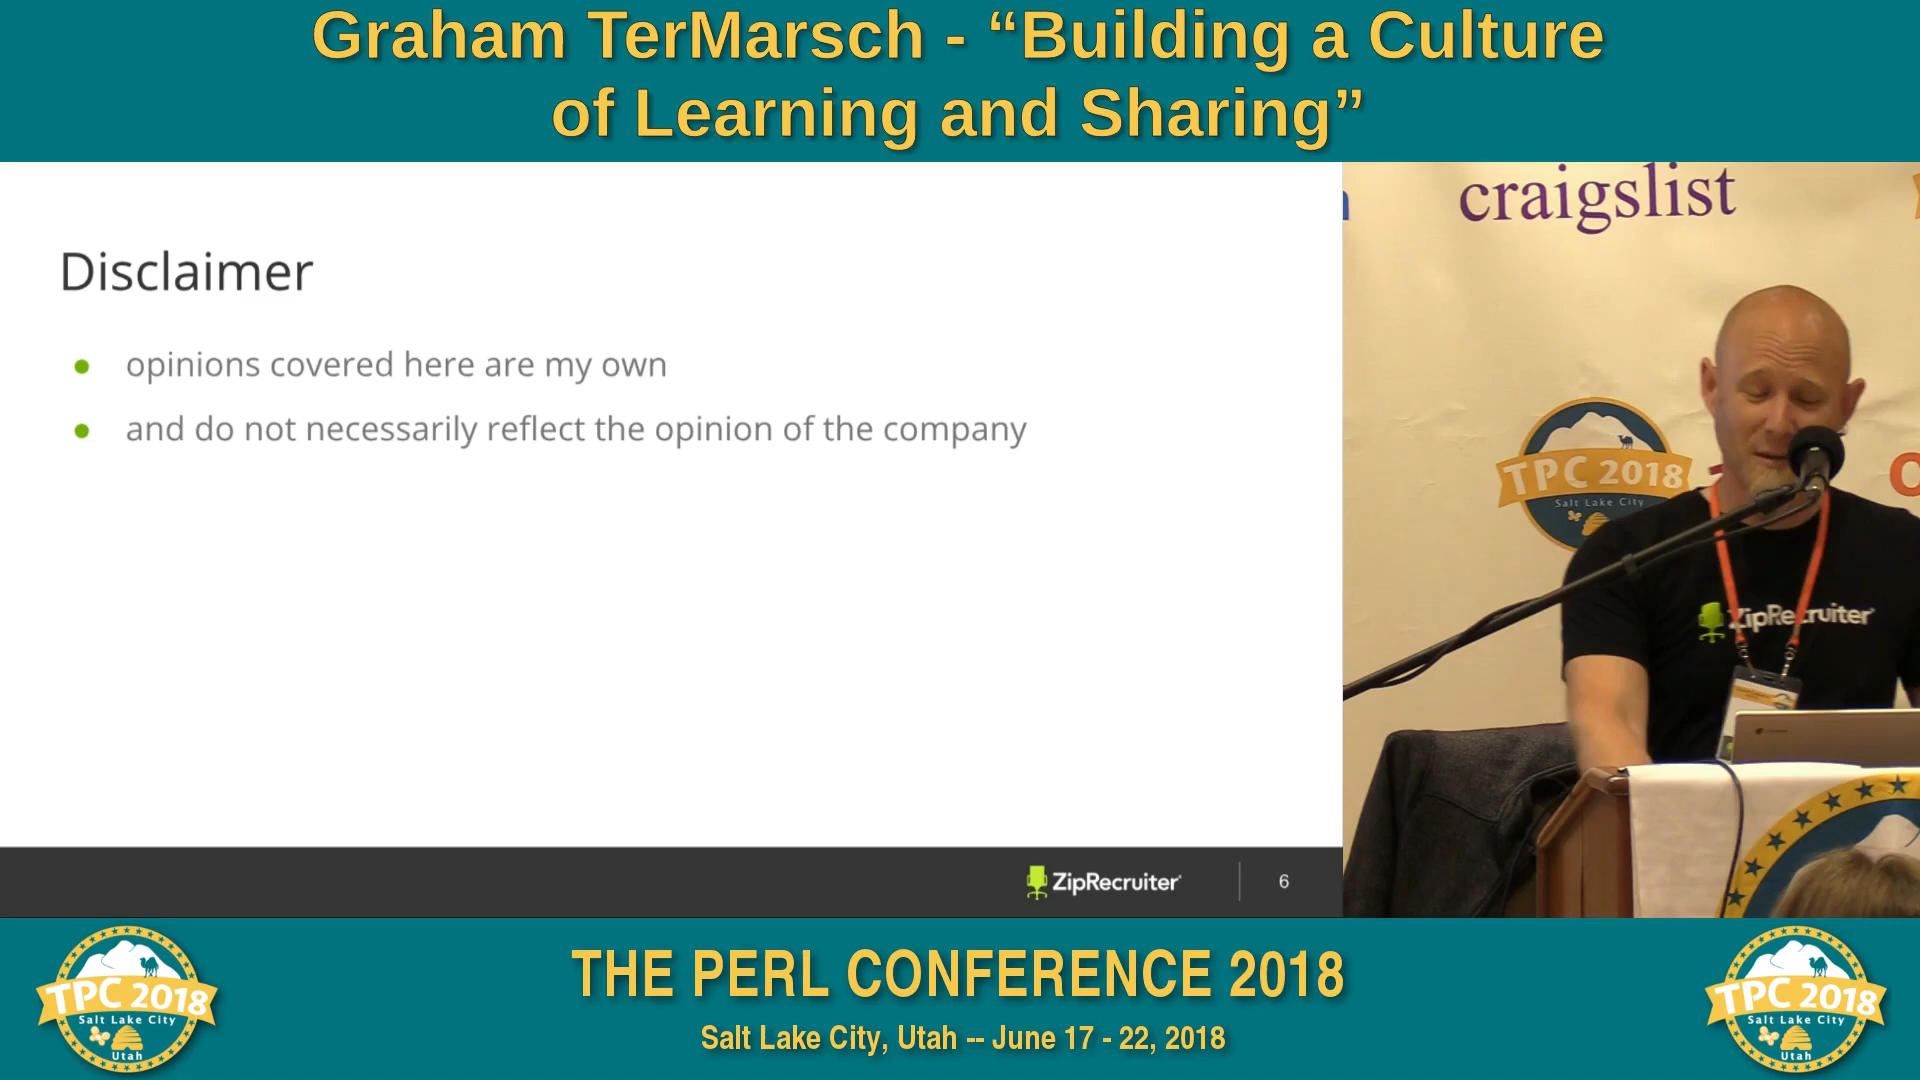 Graham TerMarsch - “Building a Culture
of Learning and Sharing”
craigslist
Disclaimer
● opinions covered here are my own
● and do not necessarily reflect the opinion of the company
TPC 2018
Salt Lake City
ZipRecruiter
ZipRecruiter
6
TPC 2018
Salt Lake City
Utah
THE PERL CONFERENCE 2018
Salt Lake City, Utah -- June 17 - 22, 2018
TPC 2018
Salt Lake City
Utah